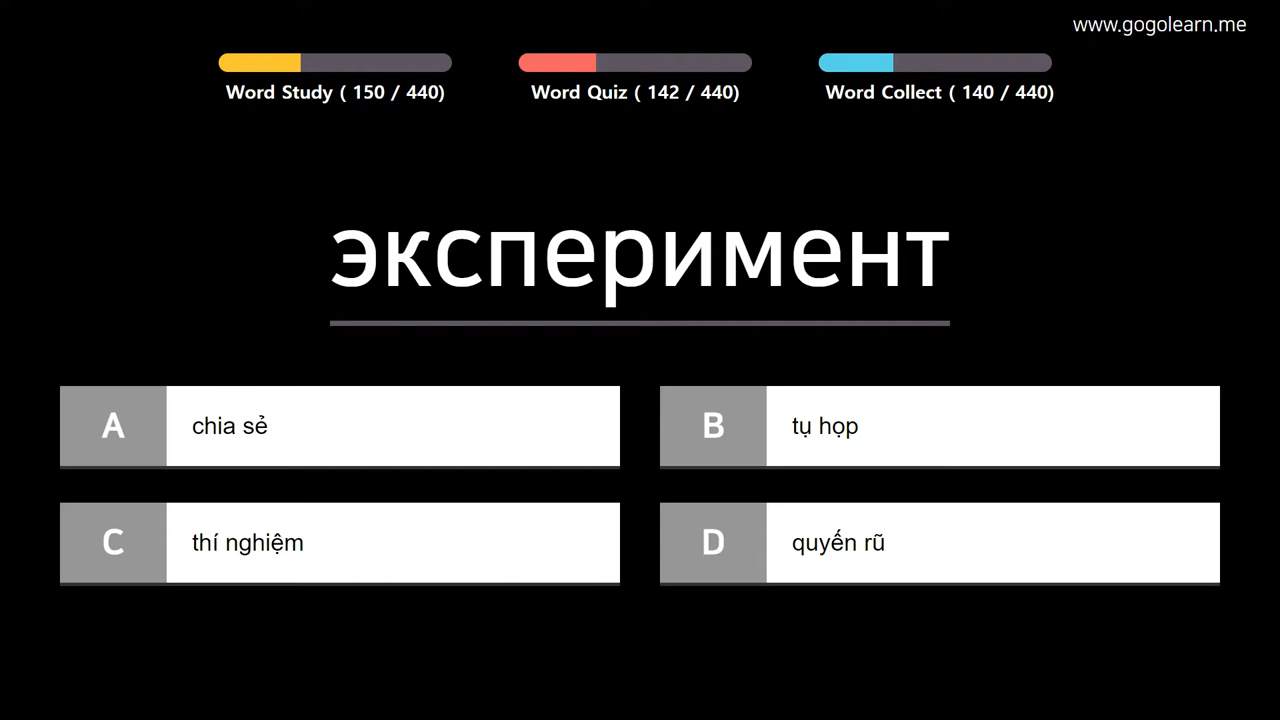 www.gogolearn.me
Word Study ( 150 / 440)
Word Quiz ( 142 / 440)
Word Collect ( 140 / 440)
эксперимент
A chia sẻ
B tụ họp
C thí nghiệm
D quyến rũ